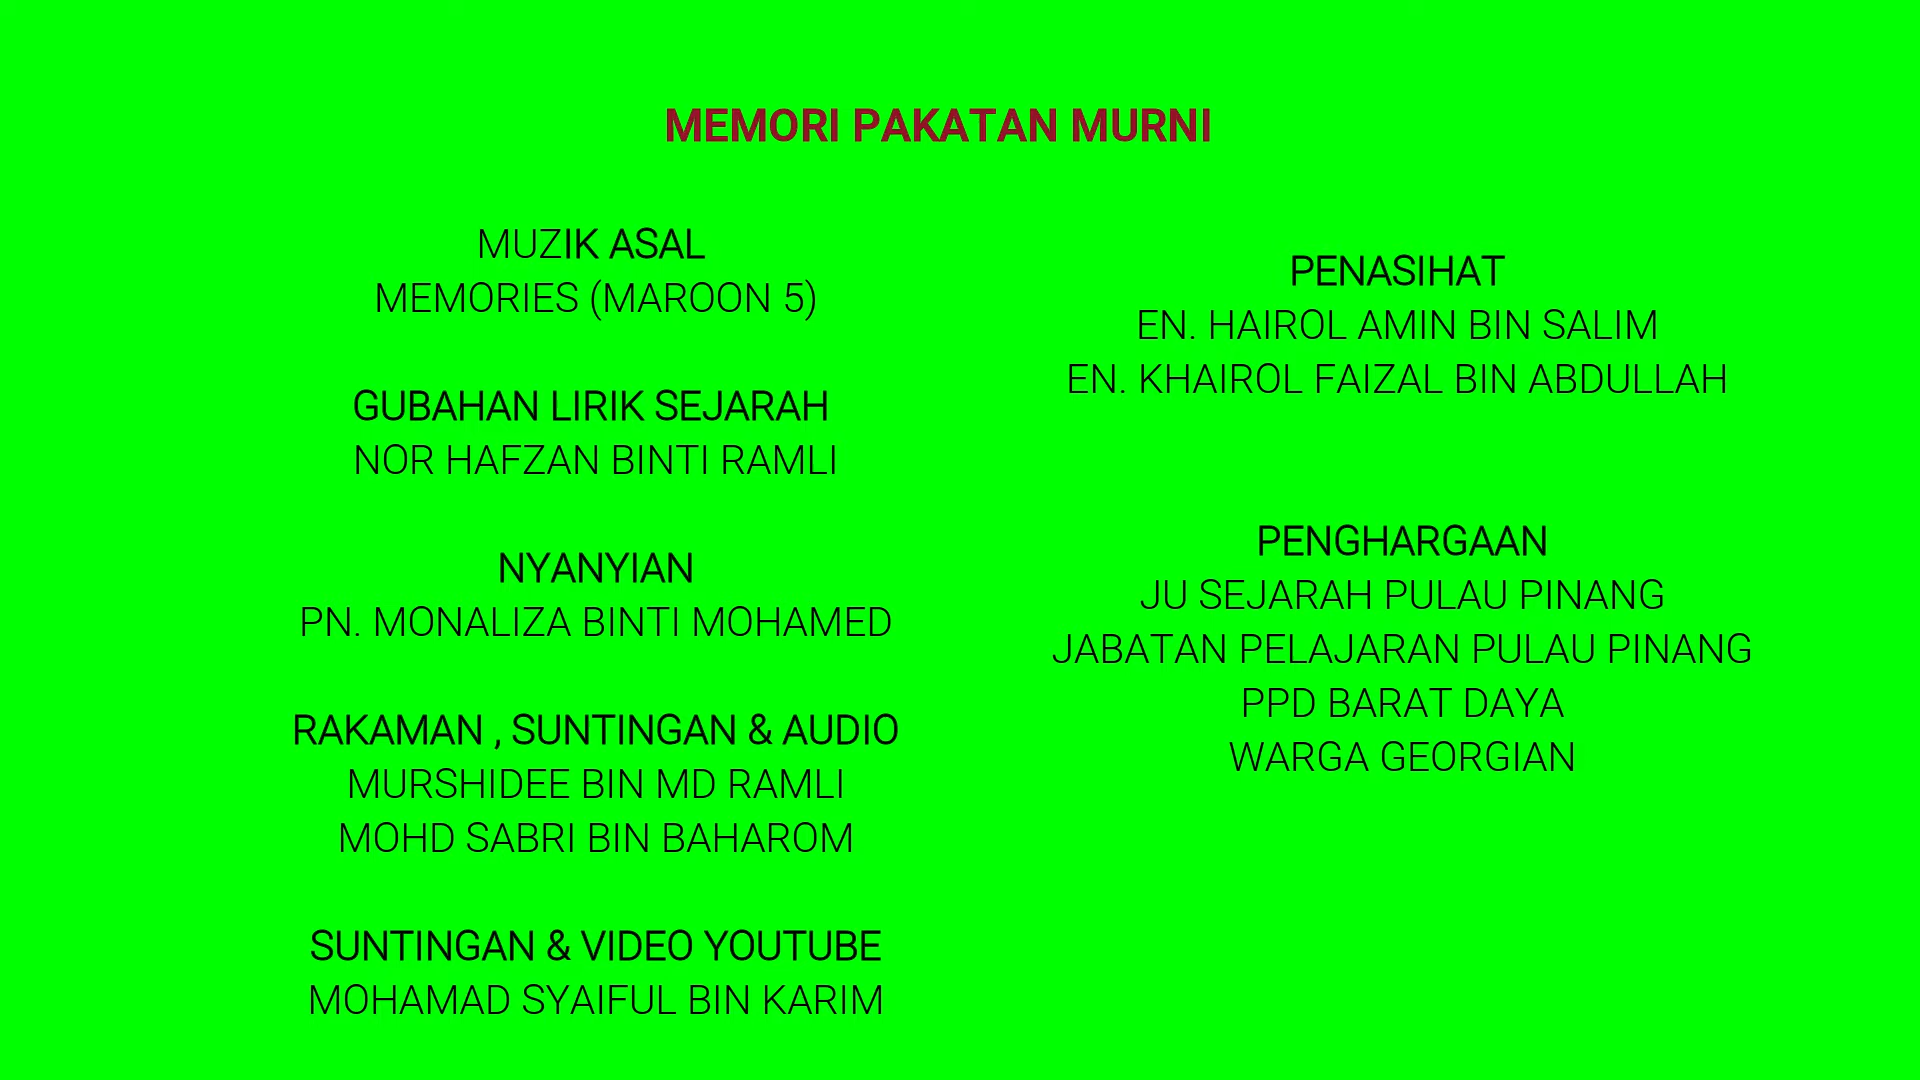 MEMORI PAKATAN MURNI
MUZIK ASAL
MEMORIES (MAROON 5)
GUBAHAN LIRIK SEJARAH
NOR HAFZAN BINTI RAMLI
NYANYIAN
PN. MONALIZA BINTI MOHAMED
RAKAMAN , SUNTINGAN & AUDIO
MURSHIDEE BIN MD RAMLI
MOHD SABRI BIN BAHAROM
SUNTINGAN & VIDEO YOUTUBE
MOHAMAD SYAIFUL BIN KARIM
PENASIHAT
EN. HAIROL AMIN BIN SALIM
EN. KHAIROL FAIZAL BIN ABDULLAH
PENGHARGAAN
JU SEJARAH PULAU PINANG
JABATAN PELAJARAN PULAU PINANG
PPD BARAT DAYA
WARGA GEORGIAN